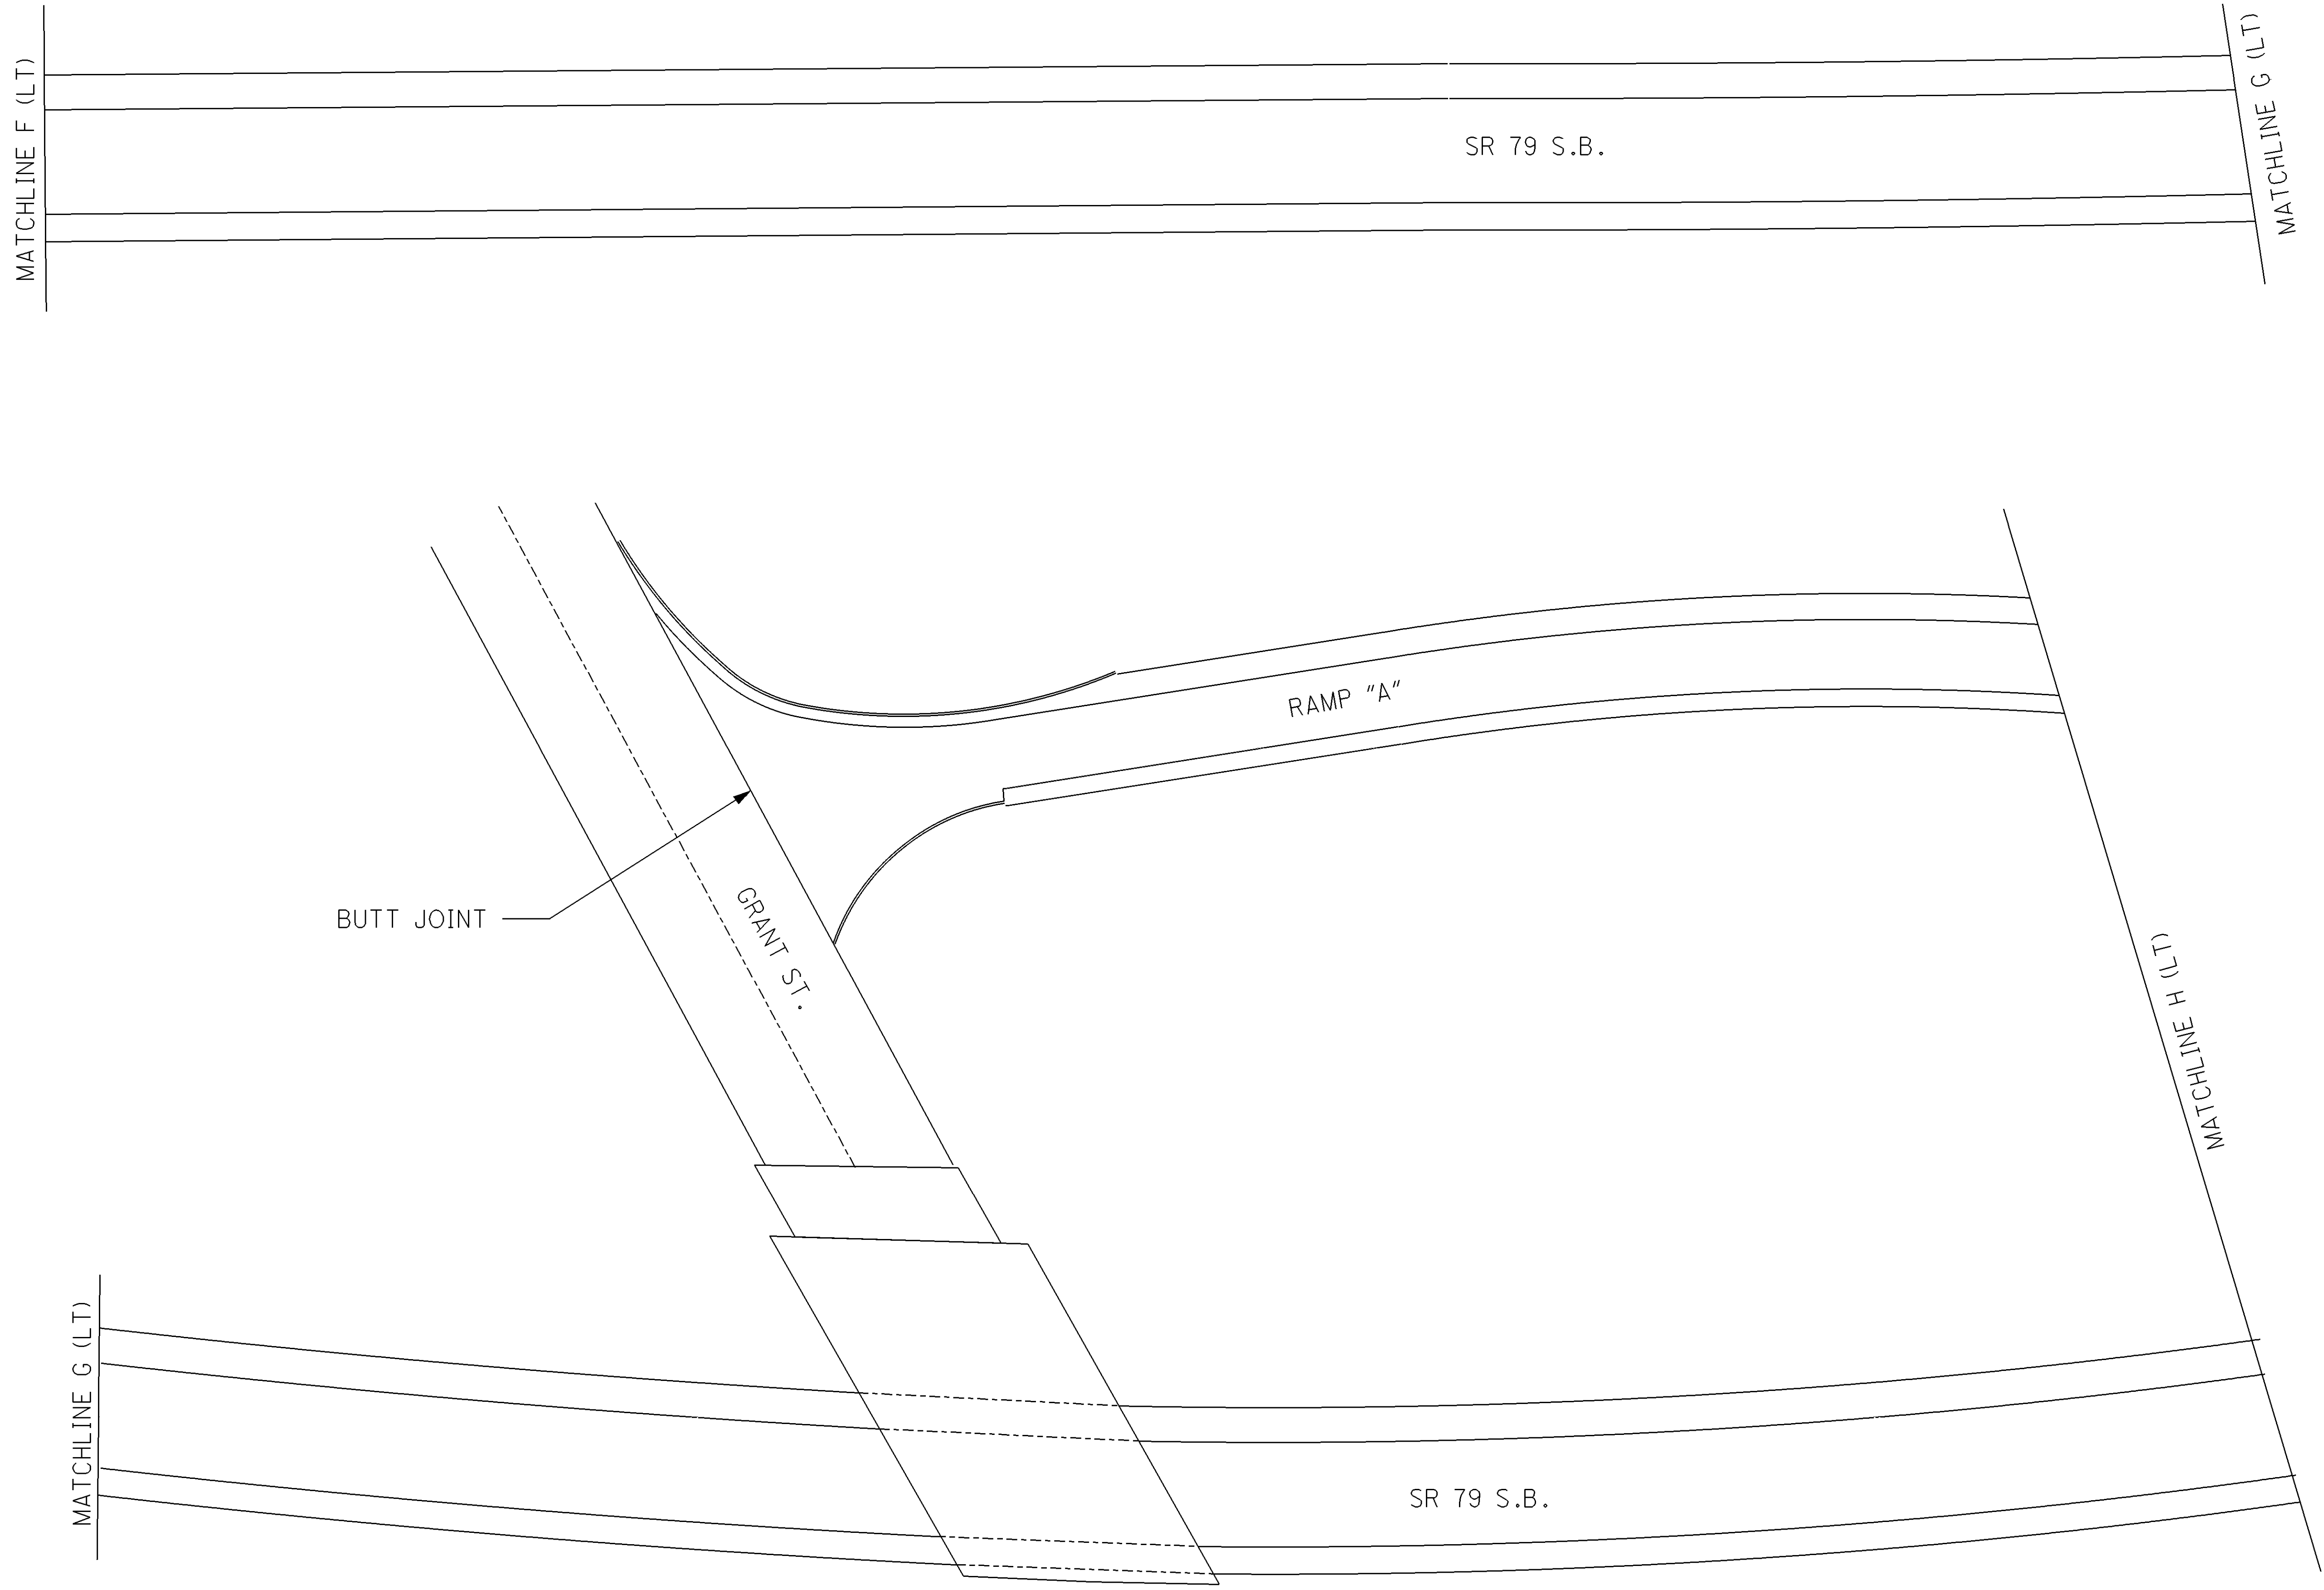 MATCHLINE F (LT)
SR 79 S.B.
MATCHLINE G (LT)
RAMP "A"
BUTT JOINT
GRANT ST.
MATCHLINE H (LT)
MATCHLINE G (LT)
SR 79 S.B.